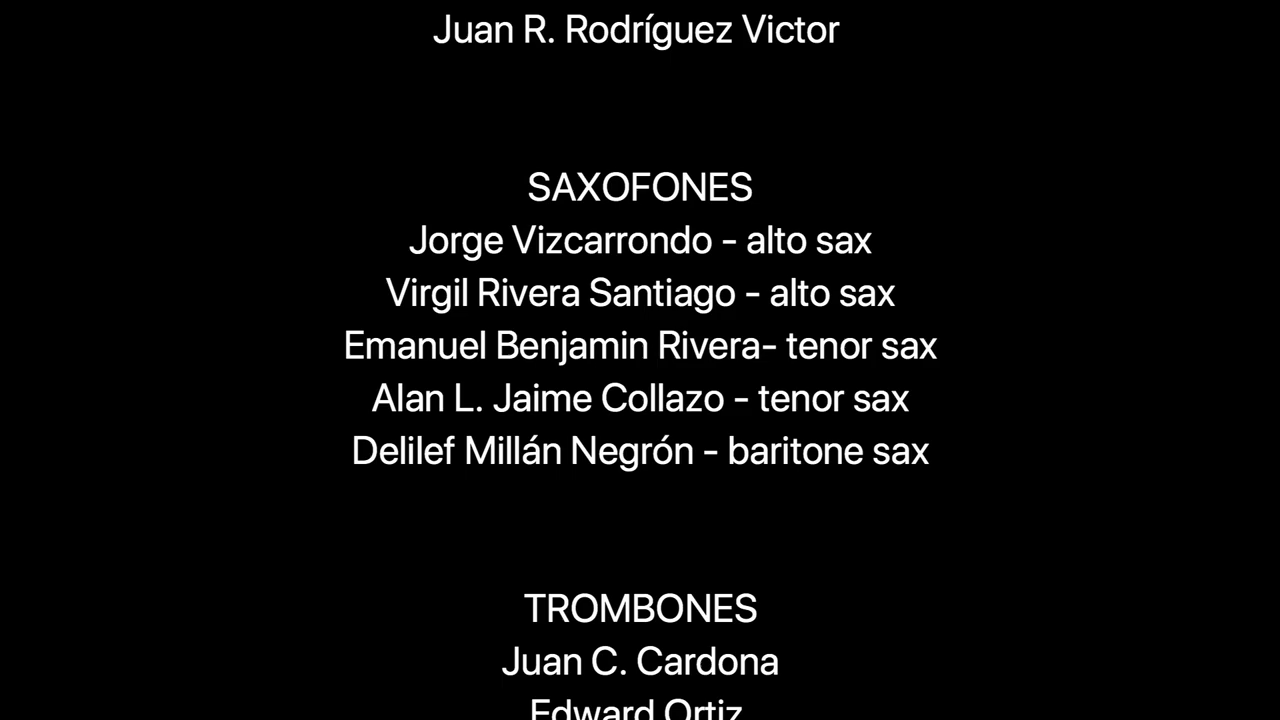 Juan R. Rodríguez Victor
SAXOFONES
Jorge Vizcarrondo - alto sax
Virgil Rivera Santiago - alto sax
Emanuel Benjamin Rivera- tenor sax
Alan L. Jaime Collazo - tenor sax
Delilef Millán Negrón - baritone sax
TROMBONES
Juan C. Cardona
Edward Ortiz